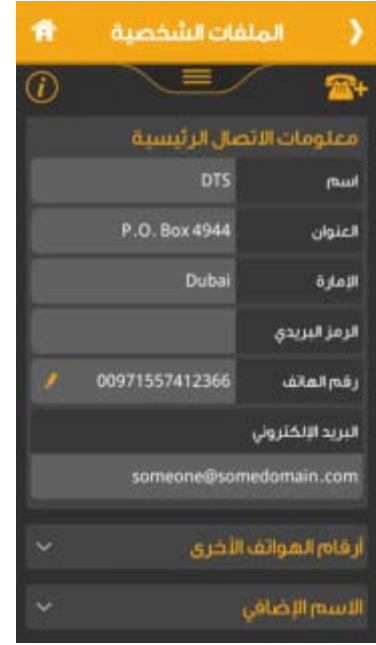 الملفات الشخصية
معلومات الاتصال الرئيسية
اسم DTS
العنوان P.O. Box 4944
الإمارة Dubai
الرمز البريدي
رقم الهاتف 00971557412366
البريد الإلكتروني
someone@somedomain.com
أرقام الهواتف الأخرى
الاسم الإضافي